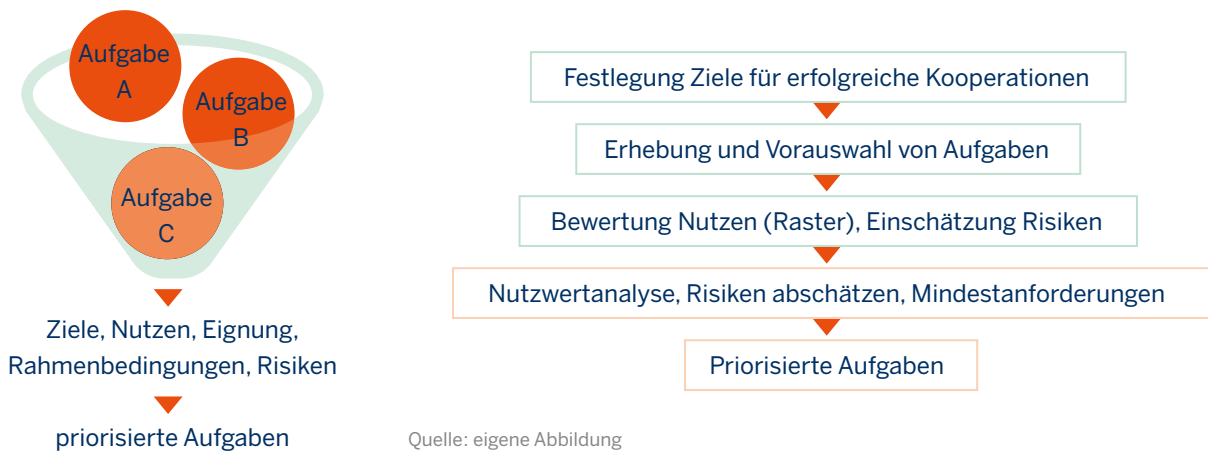 Aufgabe
A
Aufgabe
B
Aufgabe
C
Ziele, Nutzen, Eignung,
Rahmenbedingungen, Risiken
priorisierte Aufgaben
Festlegung Ziele für erfolgreiche Kooperationen
Erhebung und Vorauswahl von Aufgaben
Bewertung Nutzen (Raster), Einschätzung Risiken
Nutzwertanalyse, Risiken abschätzen, Mindestanforderungen
Priorisierte Aufgaben
Quelle: eigene Abbildung